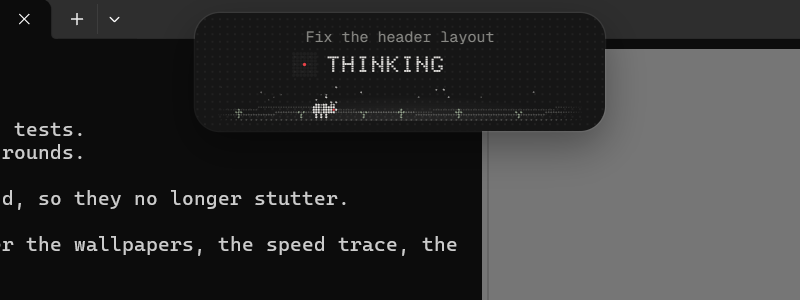 Fix the header layout
THINKING
tests.
rounds.
d, so they no longer stutter.
r the wallpapers, the speed trace, the